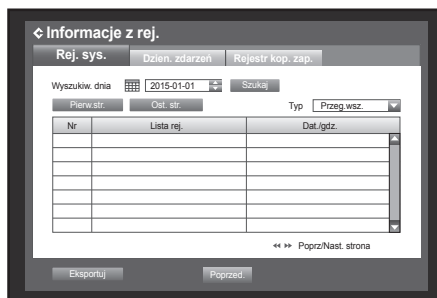 Informacje z rej.
Rej. sys. Dzien. zdarzeń Rejestr kop. zap.
Wyszukiw. dnia 2015-01-01 Szukaj
Pierw.str. Ost. str. Typ Przeg.wsz.
Nr Lista rej. Dat./gdz.
Poprz/Nast. strona
Eksportuj Poprzed.